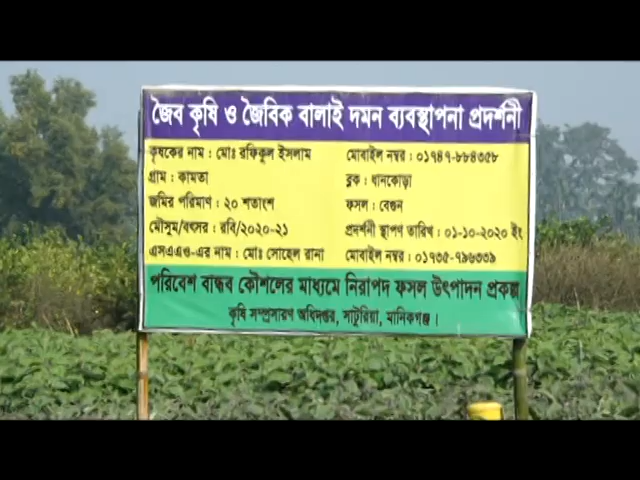 জৈব কৃষি ও জৈবিক বালাই দমন ব্যবস্থাপনা প্রদর্শনী
কৃষকের নাম : মোঃ রফিকুল ইসলাম মোবাইল নম্বর : ০১৭৪৭-৮৮৪৩৫৮
গ্রাম : কামতা ব্লক : ধানকোড়া
জমির পরিমাণ : ২০ শতাংশ ফসল : বেগুন
মৌসুম/বৎসর : রবি/২০২০-২১ প্রদর্শনী স্থাপণ তারিখ : ০১-১০-২০২০ ইং
এসএএও-এর নাম : মোঃ সোহেল রানা মোবাইল নম্বর : ০১৭৩৫-৭৯৬৩৩৯
পরিবেশ বান্ধব কৌশলের মাধ্যমে নিরাপদ ফসল উৎপাদন প্রকল্প
কৃষি সম্প্রসারণ অধিদপ্তর, সাটুরিয়া, মানিকগঞ্জ।